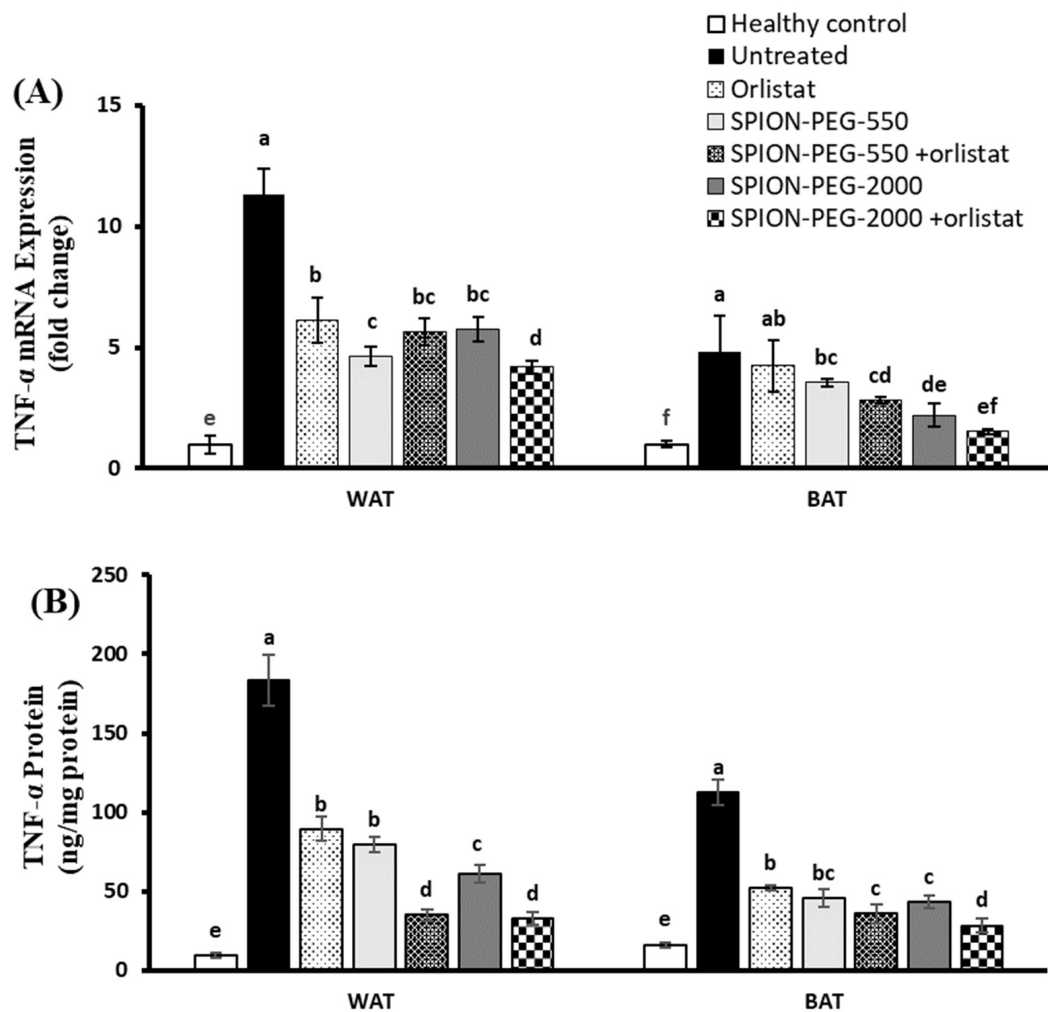 Healthy control
Untreated
Orlistat
SPION-PEG-550
SPION-PEG-550 +orlistat
SPION-PEG-2000
SPION-PEG-2000 +orlistat
(A)
TNF-α mRNA Expression
(fold change)
15
10
5
0
e
a
b
c
bc
bc
d
f
a
ab
bc
cd
de
ef
WAT
BAT
(B)
TNF-α Protein
(ng/mg protein)
250
200
150
100
50
0
e
a
b
b
d
c
d
e
a
b
bc
c
c
d
WAT
BAT